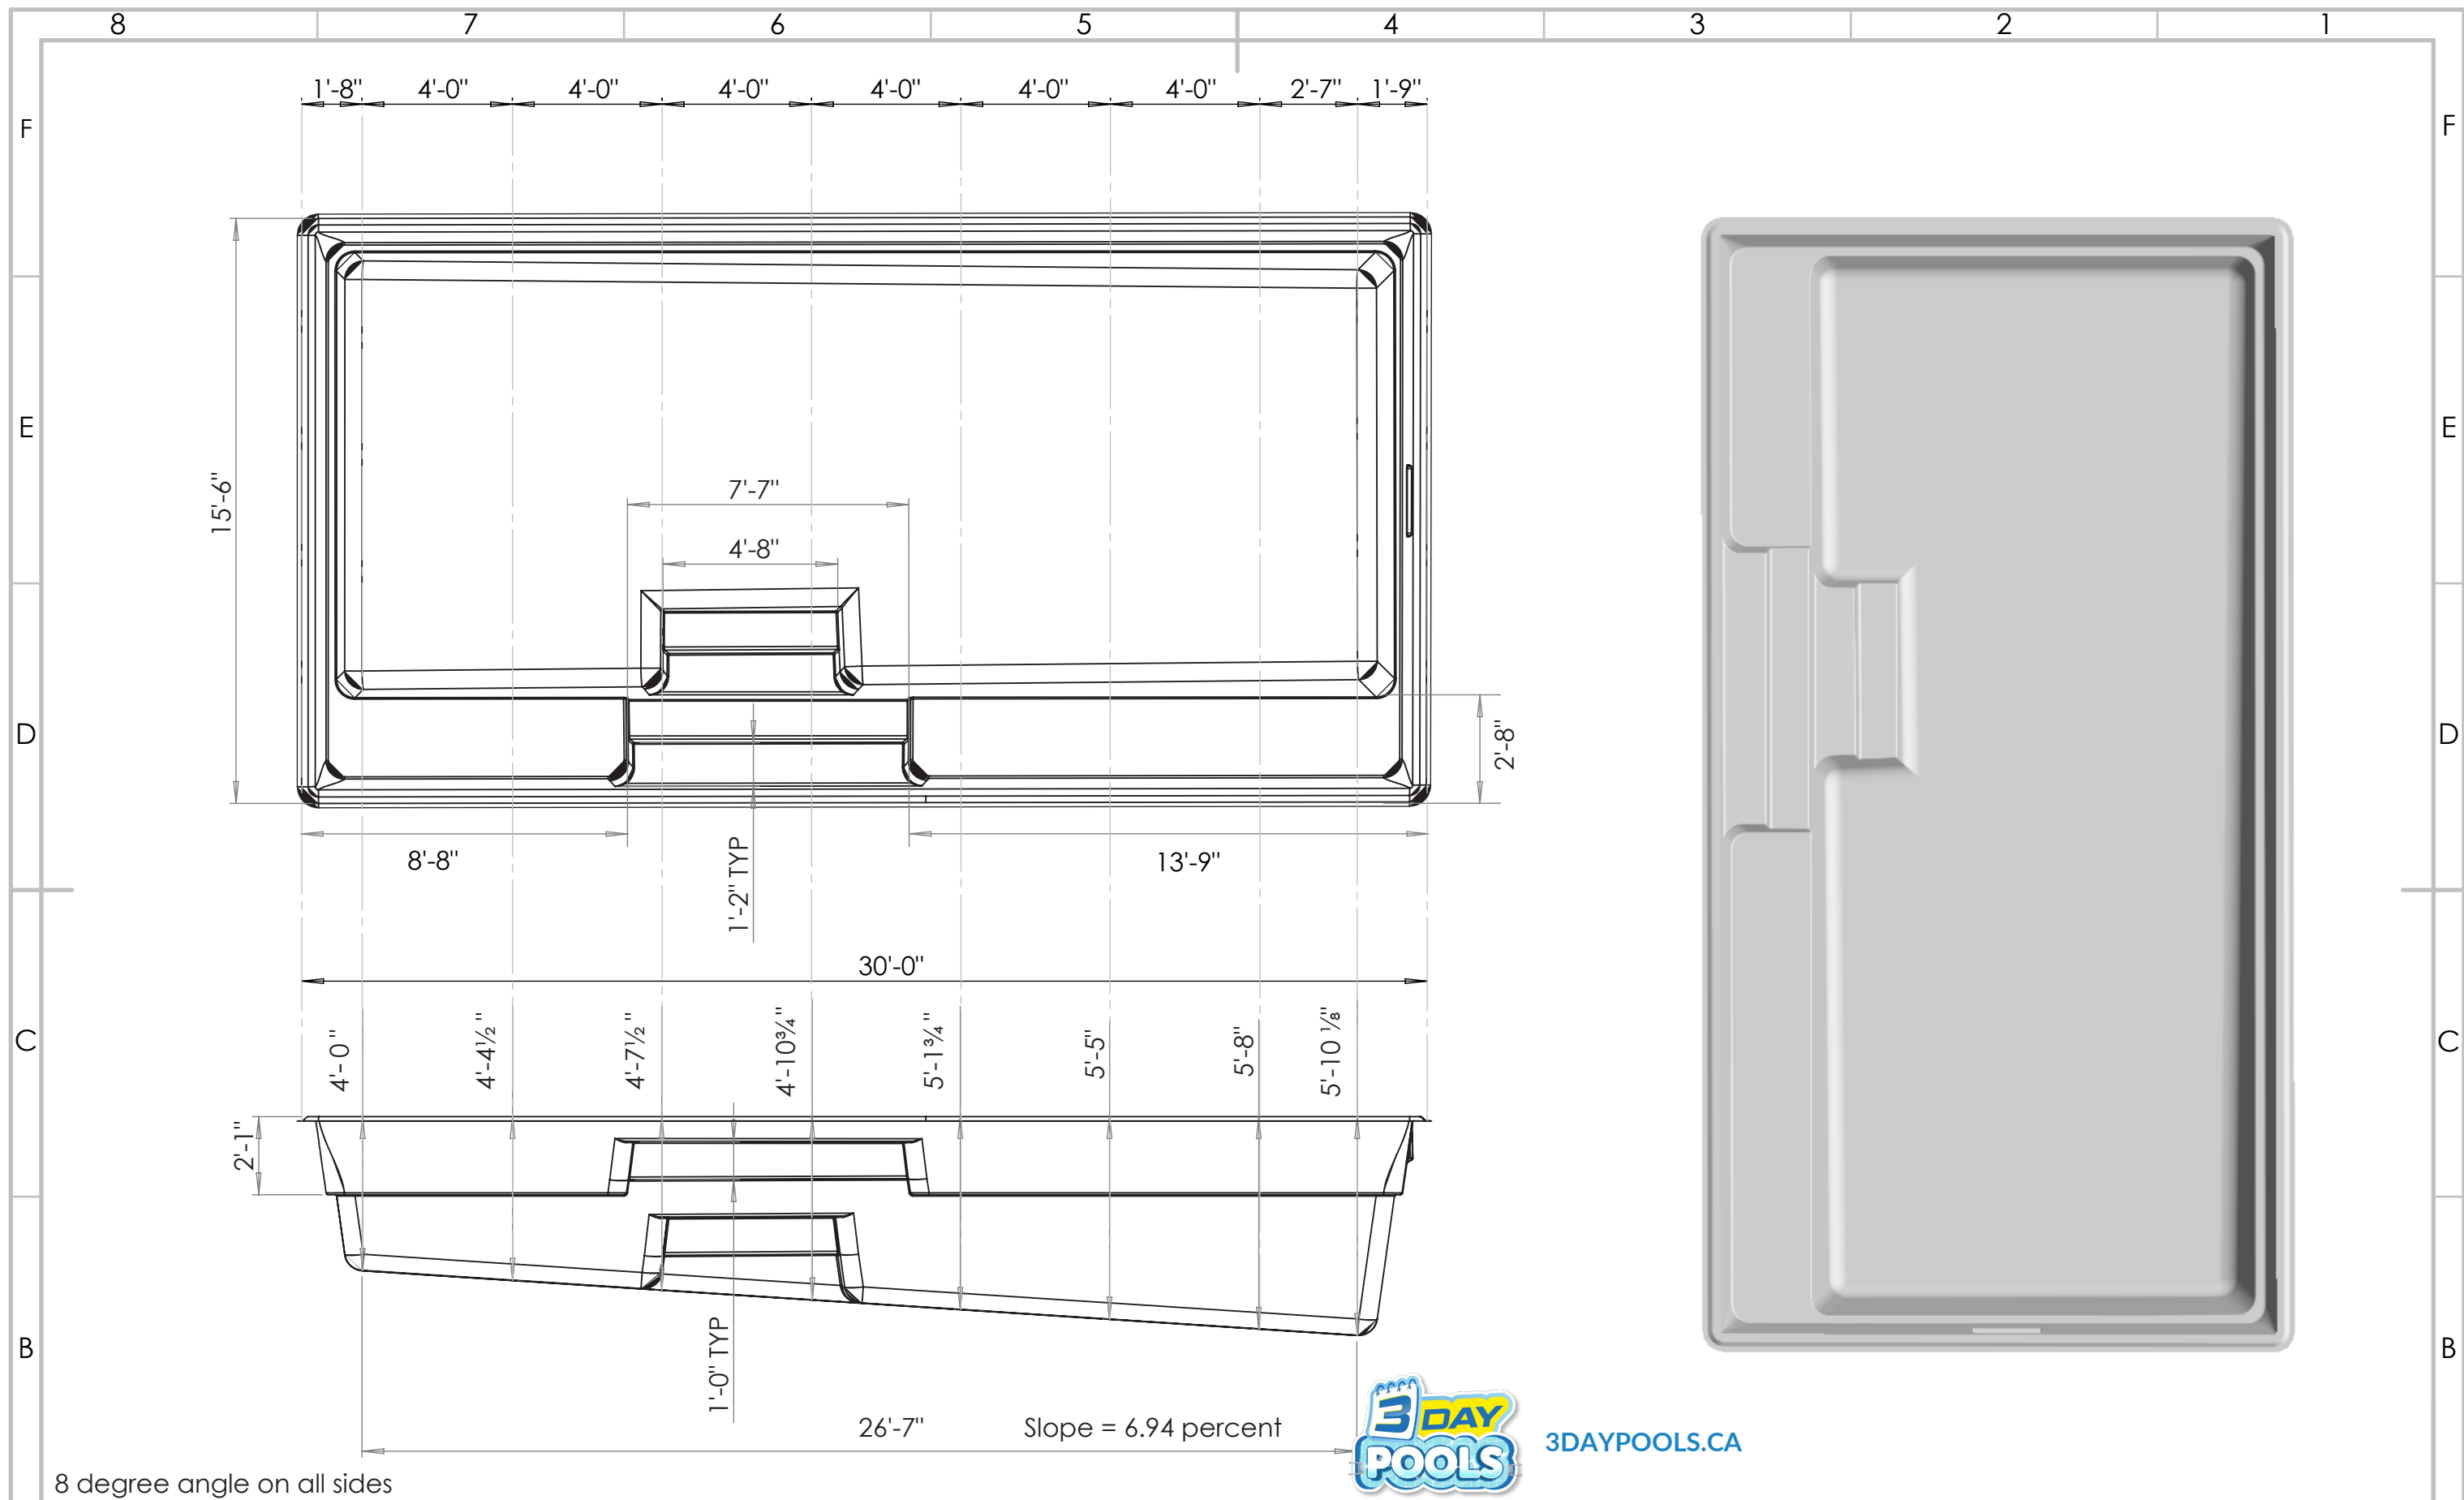 8 7 6 5 4 3 2 1
1'-8" 4'-0" 4'-0" 4'-0" 4'-0" 4'-0" 4'-0" 2'-7" 1'-9"
F F
E E
15'-6"
7'-7"
4'-8"
D D
2'-8"
8'-8" 13'-9"
1'-2" TYP
30'-0"
C C
4'- 0 " 4'-4½ " 4'-7½ " 4'-10¾ " 5'-1¾ " 5'-5" 5'-8" 5'-10 ⅛"
2'-1"
B B
1'-0" TYP
26'-7" Slope = 6.94 percent
3 DAY
POOLS
3DAYPOOLS.CA
8 degree angle on all sides